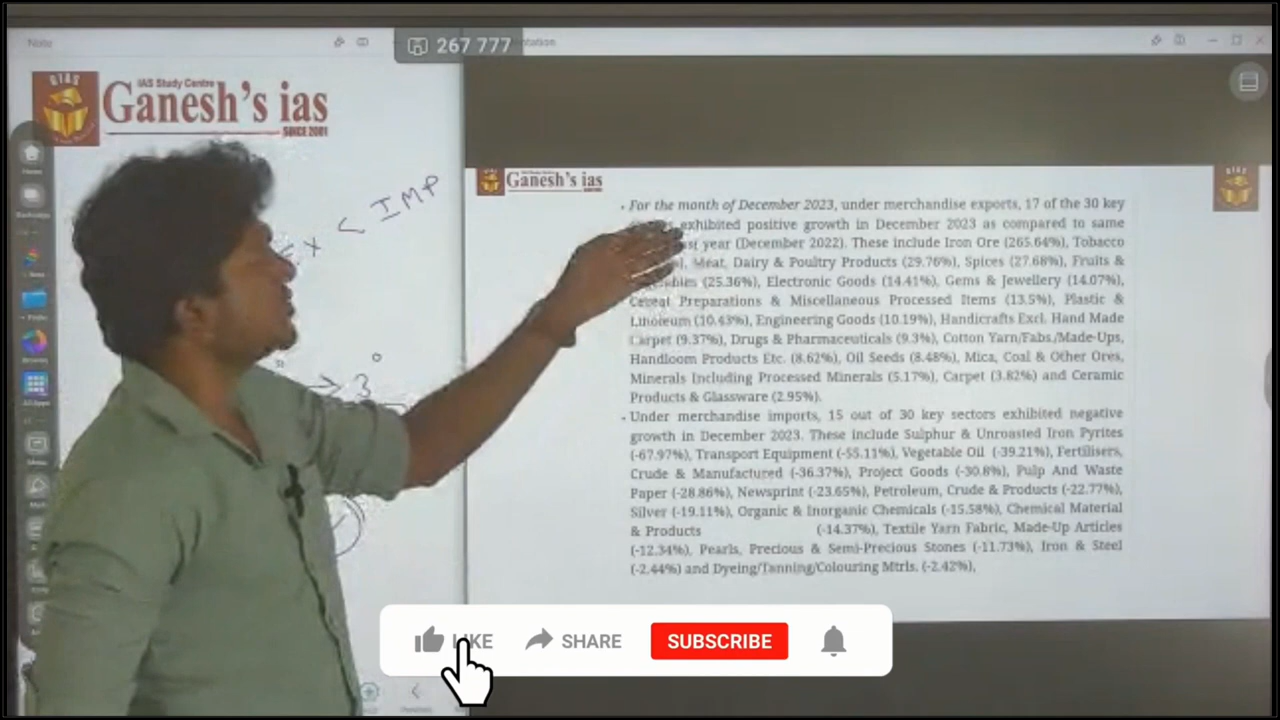 Note
267 777
ntation
GIAS
IAS Study Centre
Ganesh's ias
SINCE 2001
Home
< IMP
x
> 3°
Ganesh's ias
• For the month of December 2023, under merchandise exports, 17 of the 30 key
exhibited positive growth in December 2023 as compared to same
st year (December 2022). These include Iron Ore (265.64%), Tobacco
Meat, Dairy & Poultry Products (29.76%), Spices (27.68%), Fruits &
bles (25.36%), Electronic Goods (14.41%), Gems & Jewellery (14.07%),
Cereal Preparations & Miscellaneous Processed Items (13.5%), Plastic &
Linoleum (10.43%), Engineering Goods (10.19%), Handicrafts Excl. Hand Made
Carpet (9.37%), Drugs & Pharmaceuticals (9.3%), Cotton Yarn/Fabs./Made-Ups,
Handloom Products Etc. (8.62%), Oil Seeds (8.48%), Mica, Coal & Other Ores,
Minerals Including Processed Minerals (5.17%), Carpet (3.82%) and Ceramic
Products & Glassware (2.95%).
• Under merchandise imports, 15 out of 30 key sectors exhibited negative
growth in December 2023. These include Sulphur & Unroasted Iron Pyrites
(-67.97%), Transport Equipment (-55.11%), Vegetable Oil (-39.21%), Fertilisers,
Crude & Manufactured (-36.37%), Project Goods (-30.8%), Pulp And Waste
Paper (-28.86%), Newsprint (-23.65%), Petroleum, Crude & Products (-22.77%),
Silver (-19.11%), Organic & Inorganic Chemicals (-15.58%), Chemical Material
& Products (-14.37%), Textile Yarn Fabric, Made-Up Articles
(-12.34%), Pearls, Precious & Semi-Precious Stones (-11.73%), Iron & Steel
(-2.44%) and Dyeing/Tanning/Colouring Mtrls. (-2.42%),
LIKE
SHARE
SUBSCRIBE